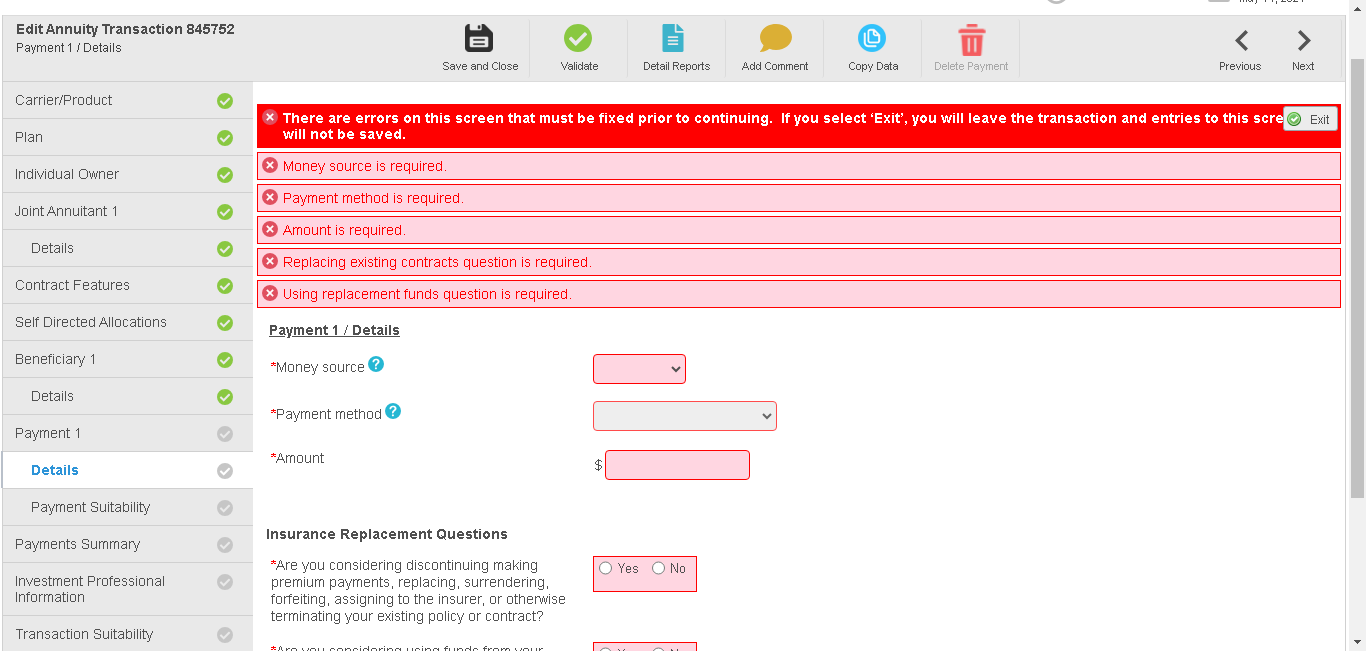 Edit Annuity Transaction 845752
Payment 1 / Details
Save and Close
Validate
Detail Reports
Add Comment
Copy Data
Delete Payment
Previous
Next
Carrier/Product
Plan
Individual Owner
Joint Annuitant 1
Details
Contract Features
Self Directed Allocations
Beneficiary 1
Details
Payment 1
Details
Payment Suitability
Payments Summary
Investment Professional
Information
Transaction Suitability
There are errors on this screen that must be fixed prior to continuing. If you select ‘Exit’, you will leave the transaction and entries to this scre
will not be saved.
Exit
Money source is required.
Payment method is required.
Amount is required.
Replacing existing contracts question is required.
Using replacement funds question is required.
Payment 1 / Details
*Money source ?
*Payment method ?
*Amount
$
Insurance Replacement Questions
*Are you considering discontinuing making
premium payments, replacing, surrendering,
forfeiting, assigning to the insurer, or otherwise
terminating your existing policy or contract?
Yes No
*Are you considering using funds from your